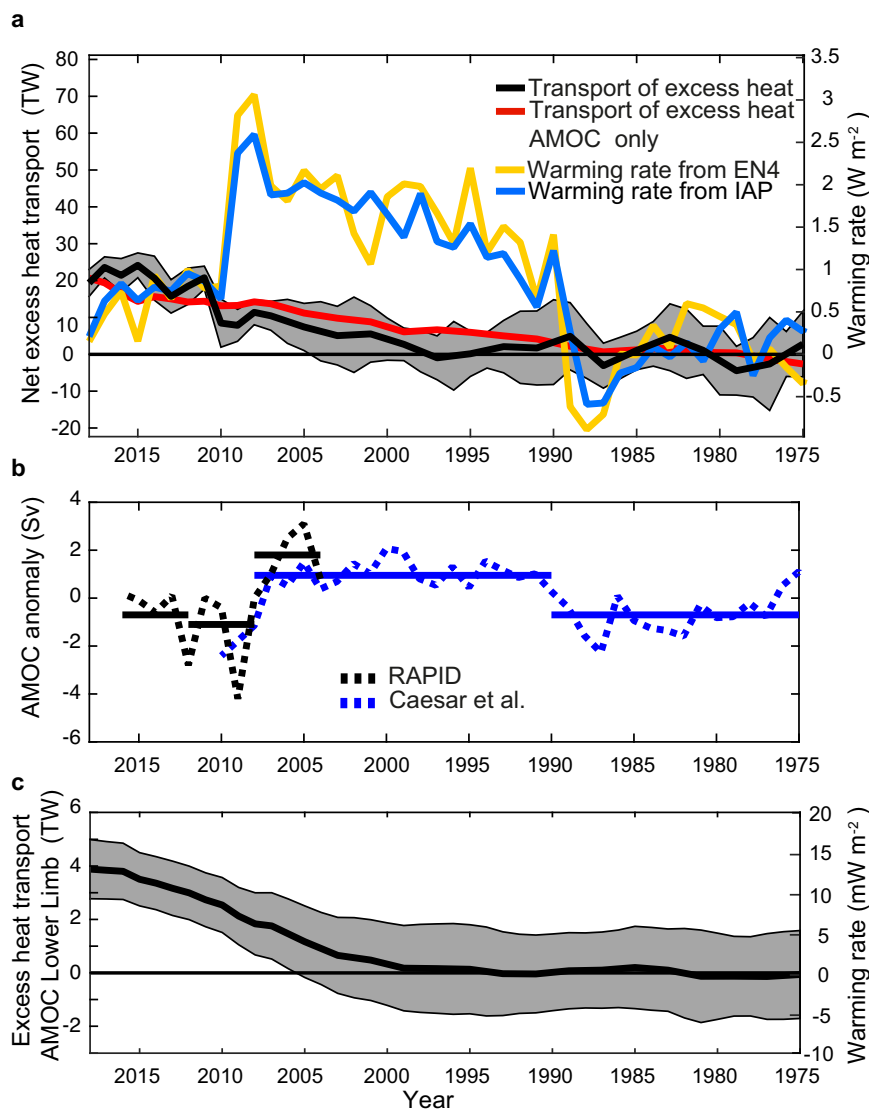 a
Net excess heat transport (TW)
80
70
60
50
40
30
20
10
0
-10
-20
Transport of excess heat
Transport of excess heat
AMOC only
Warming rate from EN4
Warming rate from IAP
3.5
3
2.5
2
1.5
1
0.5
0
-0.5
Warming rate (W m-2)
2015 2010 2005 2000 1995 1990 1985 1980 1975
b
AMOC anomaly (Sv)
4
2
0
-2
-4
-6
RAPID
Caesar et al.
2015 2010 2005 2000 1995 1990 1985 1980 1975
c
Excess heat transport
AMOC Lower Limb (TW)
6
4
2
0
-2
20
15
10
5
0
-5
-10
Warming rate (mW m-2)
2015 2010 2005 2000 1995 1990 1985 1980 1975
Year